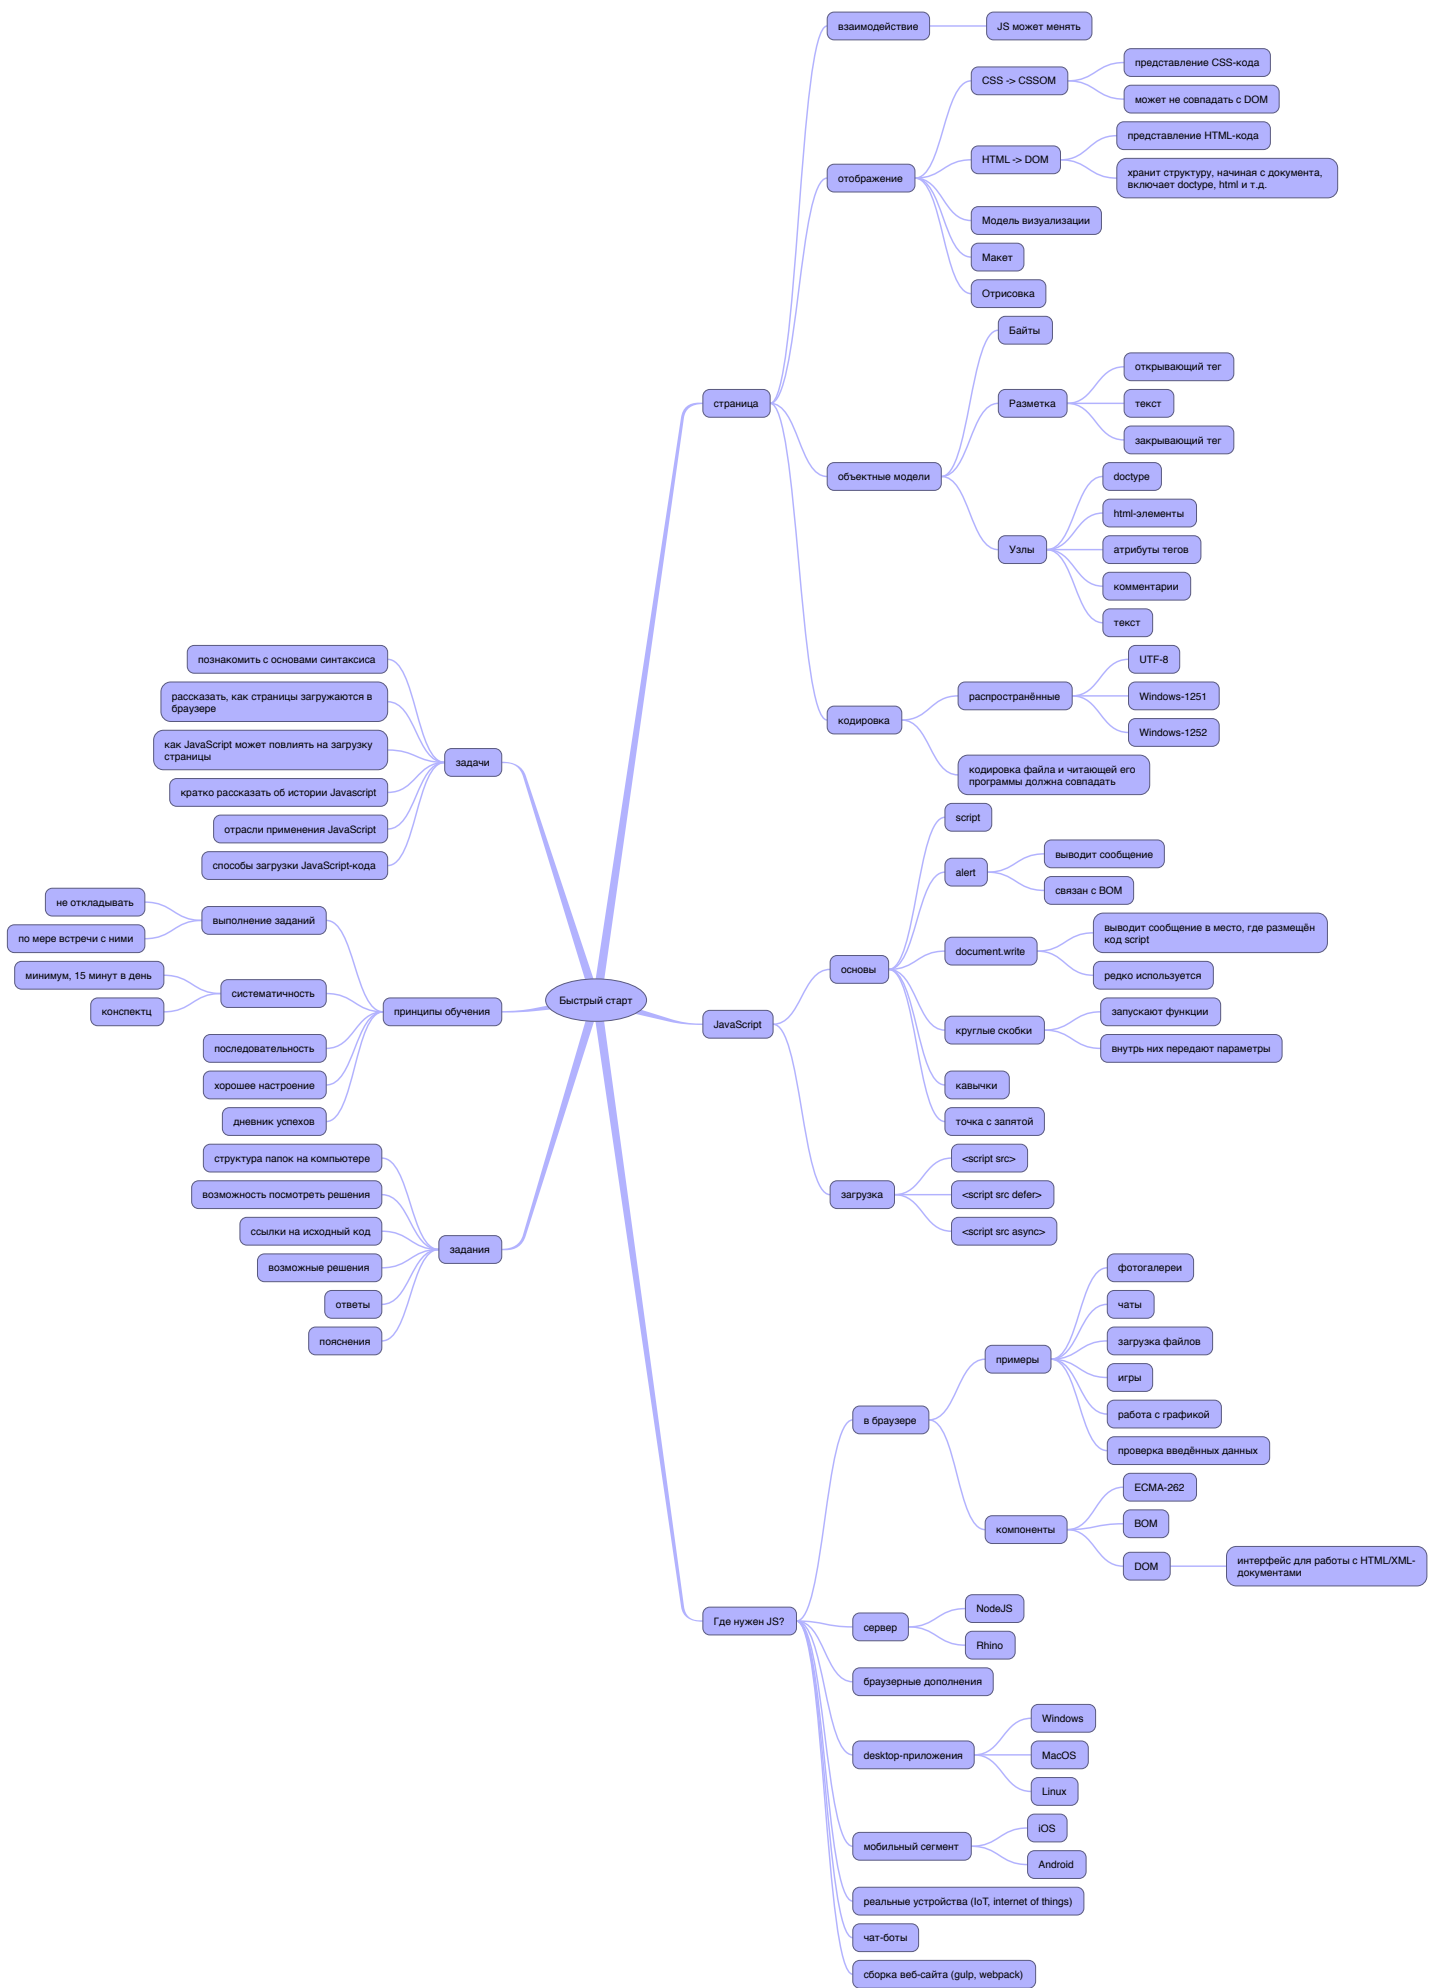 Быстрый старт
задачи
познакомить с основами синтаксиса
рассказать, как страницы загружаются в
браузере
как JavaScript может повлиять на загрузку
страницы
кратко рассказать об истории Javascript
отрасли применения JavaScript
способы загрузки JavaScript-кода
принципы обучения
выполнение заданий
не откладывать
по мере встречи с ними
систематичность
минимум, 15 минут в день
конспектц
последовательность
хорошее настроение
дневник успехов
задания
структура папок на компьютере
возможность посмотреть решения
ссылки на исходный код
возможные решения
ответы
пояснения
страница
взаимодействие
JS может менять
отображение
CSS -> CSSOM
представление CSS-кода
может не совпадать с DOM
HTML -> DOM
представление HTML-кода
хранит структуру, начиная с документа,
включает doctype, html и т.д.
Модель визуализации
Макет
Отрисовка
объектные модели
Байты
Разметка
открывающий тег
текст
закрывающий тег
Узлы
doctype
html-элементы
атрибуты тегов
комментарии
текст
кодировка
распространённые
UTF-8
Windows-1251
Windows-1252
кодировка файла и читающей его
программы должна совпадать
JavaScript
основы
script
alert
выводит сообщение
связан с BOM
document.write
выводит сообщение в место, где размещён
код script
редко используется
круглые скобки
запускают функции
внутрь них передают параметры
кавычки
точка с запятой
загрузка
<script src>
<script src defer>
<script src async>
Где нужен JS?
в браузере
примеры
фотогалереи
чаты
загрузка файлов
игры
работа с графикой
проверка введённых данных
компоненты
ECMA-262
BOM
DOM
интерфейс для работы с HTML/XML-
документами
сервер
NodeJS
Rhino
браузерные дополнения
desktop-приложения
Windows
MacOS
Linux
мобильный сегмент
iOS
Android
реальные устройства (IoT, internet of things)
чат-боты
сборка веб-сайта (gulp, webpack)